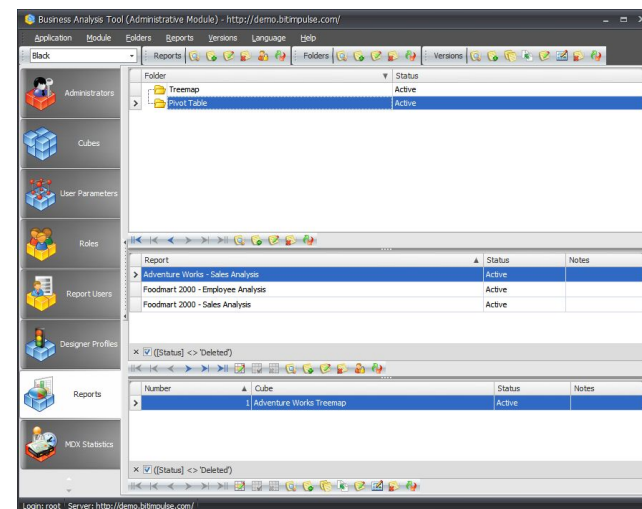 Business Analysis Tool (Administrative Module) - http://demo.bitimpulse.com/
Application Module Folders Reports Versions Language Help
Black Reports Folders Versions
Administrators
Cubes
User Parameters
Roles
Report Users
Designer Profiles
Reports
MDX Statistics
Folder Status
Treemap Active
Pivot Table Active
Report Status Notes
Adventure Works - Sales Analysis Active
Foodmart 2000 - Employee Analysis Active
Foodmart 2000 - Sales Analysis Active
([Status] <> 'Deleted')
Number Cube Status Notes
1 Adventure Works Treemap Active
([Status] <> 'Deleted')
Login: root Server: http://demo.bitimpulse.com/